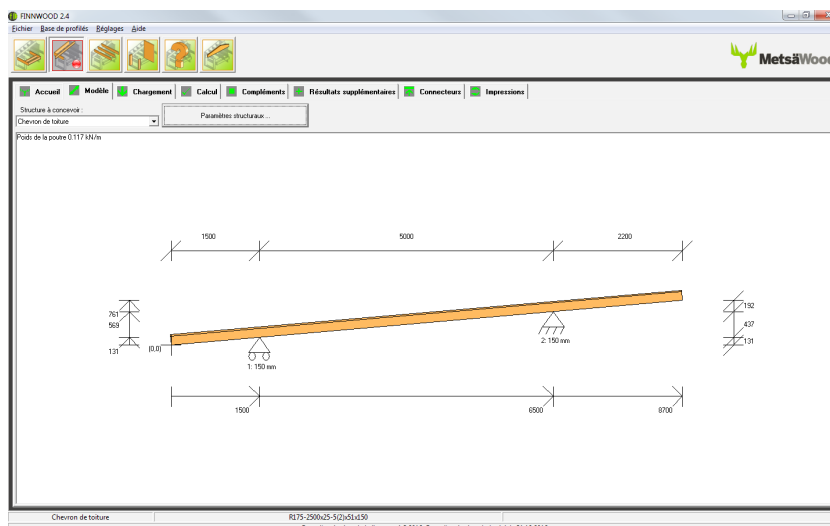 FINNWOOD 2.4
Fichier Base de profilés Réglages Aide
MetsäWood
Accueil Modèle Chargement Calcul Compléments Résultats supplémentaires Connecteurs Impressions
Structure à concevoir :
Chevron de toiture
Paramètres structuraux ...
Poids de la poutre 0.117 kN/m
1500 5000 2200
761
569
131
(0,0)
192
437
131
1: 150 mm
2: 150 mm
1500 6500 8700
Chevron de toiture R175-2500x25-5(2)x51x150